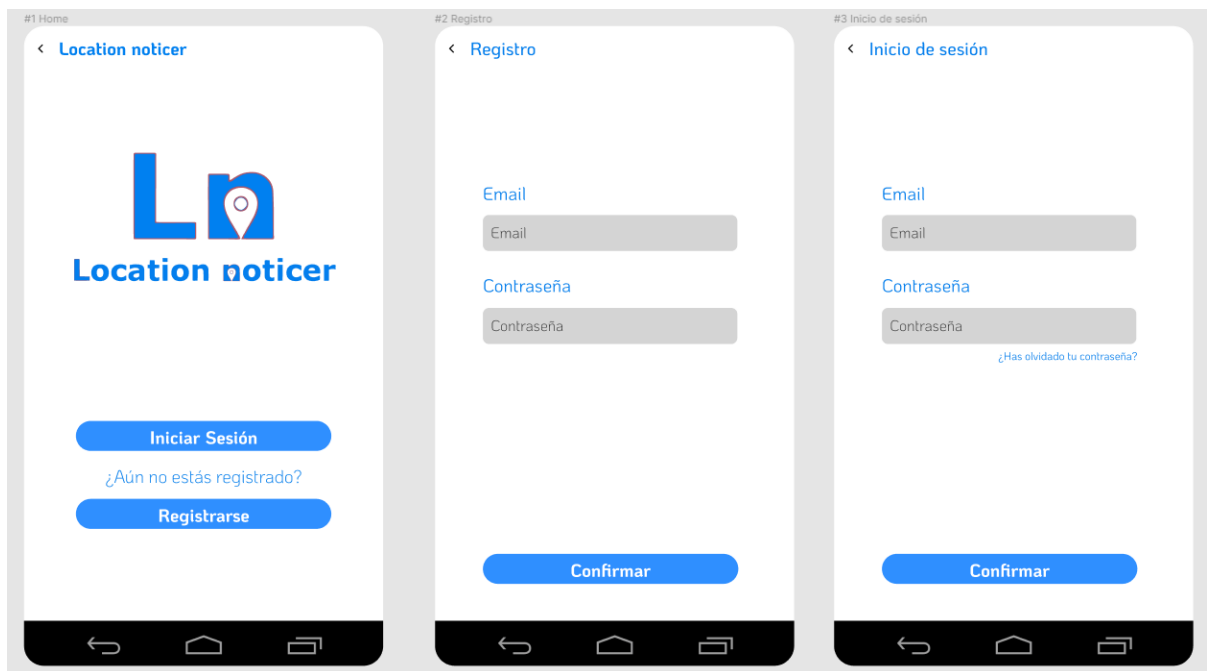 #1 Home
Location noticer
Ln
Location noticer
Iniciar Sesión
¿Aún no estás registrado?
Registrarse
#2 Registro
Registro
Email
Email
Contraseña
Contraseña
Confirmar
#3 Inicio de sesión
Inicio de sesión
Email
Email
Contraseña
Contraseña
¿Has olvidado tu contraseña?
Confirmar